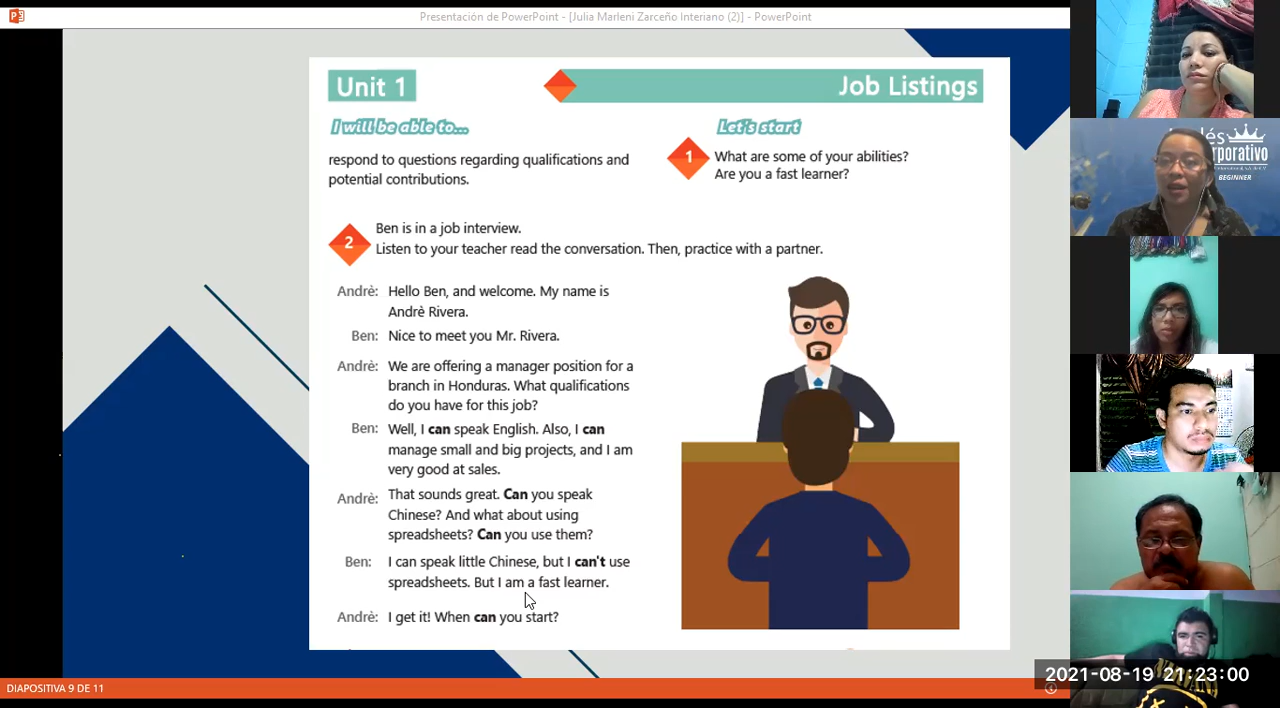 Presentación de PowerPoint - [Julia Marleni Zarceño Interiano (2)] - PowerPoint
Unit 1
Job Listings
I will be able to...
respond to questions regarding qualifications and
potential contributions.
Let's start
1
What are some of your abilities?
Are you a fast learner?
2
Ben is in a job interview.
Listen to your teacher read the conversation. Then, practice with a partner.
Andrè: Hello Ben, and welcome. My name is
Andrè Rivera.
Ben: Nice to meet you Mr. Rivera.
Andrè: We are offering a manager position for a
branch in Honduras. What qualifications
do you have for this job?
Ben: Well, I can speak English. Also, I can
manage small and big projects, and I am
very good at sales.
Andrè: That sounds great. Can you speak
Chinese? And what about using
spreadsheets? Can you use them?
Ben: I can speak little Chinese, but I can't use
spreadsheets. But I am a fast learner.
Andrè: I get it! When can you start?
DIAPOSITIVA 9 DE 11
BEGINNER
2021-08-19 21:23:00